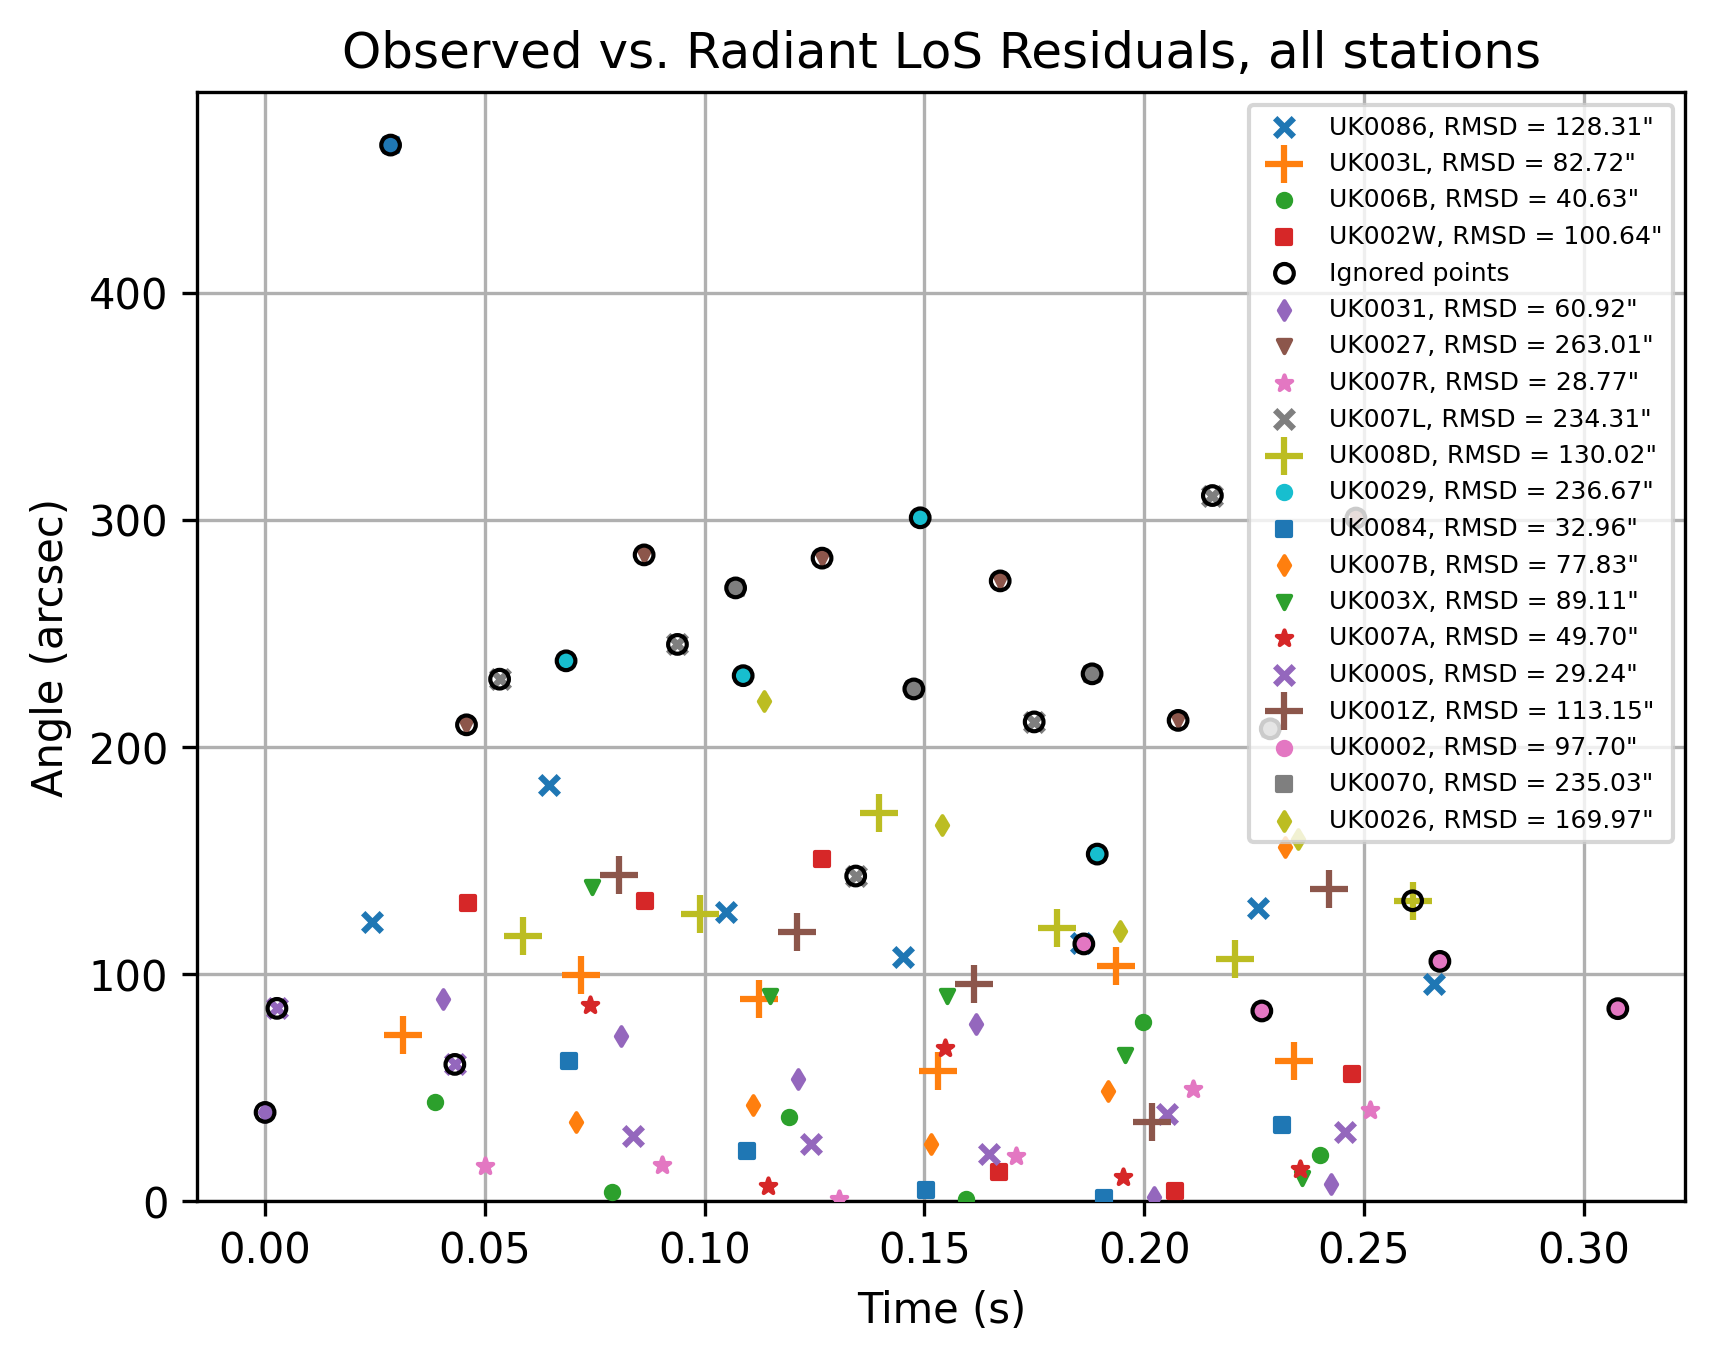 Observed vs. Radiant LoS Residuals, all stations
UK0086, RMSD = 128.31"
UK003L, RMSD = 82.72"
UK006B, RMSD = 40.63"
UK002W, RMSD = 100.64"
Ignored points
UK0031, RMSD = 60.92"
UK0027, RMSD = 263.01"
UK007R, RMSD = 28.77"
UK007L, RMSD = 234.31"
UK008D, RMSD = 130.02"
UK0029, RMSD = 236.67"
UK0084, RMSD = 32.96"
UK007B, RMSD = 77.83"
UK003X, RMSD = 89.11"
UK007A, RMSD = 49.70"
UK000S, RMSD = 29.24"
UK001Z, RMSD = 113.15"
UK0002, RMSD = 97.70"
UK0070, RMSD = 235.03"
UK0026, RMSD = 169.97"
Angle (arcsec)
400
300
200
100
0
0.00 0.05 0.10 0.15 0.20 0.25 0.30
Time (s)